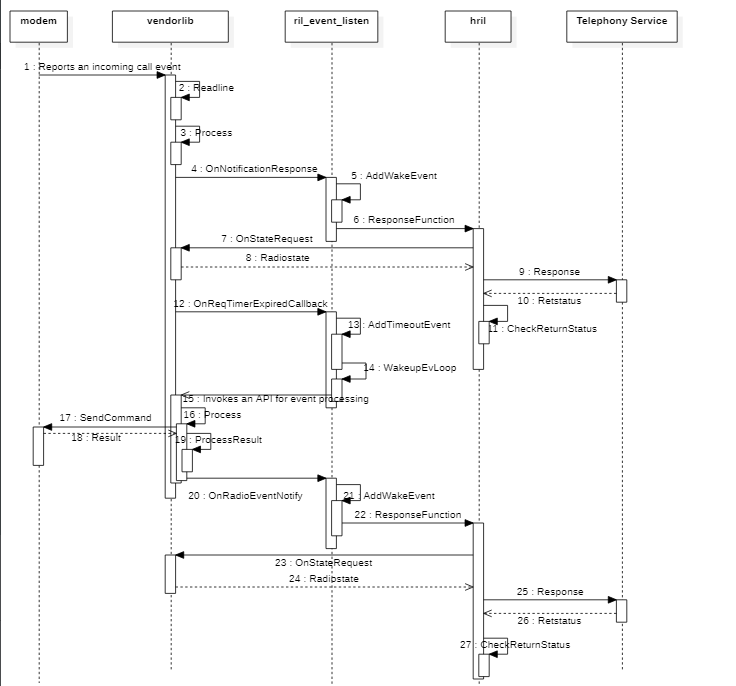 modem
vendorlib
ril_event_listen
hril
Telephony Service
1 : Reports an incoming call event
2 : Readline
3 : Process
4 : OnNotificationResponse
5 : AddWakeEvent
6 : ResponseFunction
7 : OnStateRequest
8 : Radiostate
9 : Response
10 : Retstatus
12 : OnReqTimerExpiredCallback
13 : AddTimeoutEvent
11 : CheckReturnStatus
14 : WakeupEvLoop
15 : Invokes an API for event processing
16 : Process
17 : SendCommand
18 : Result
19 : ProcessResult
20 : OnRadioEventNotify
21 : AddWakeEvent
22 : ResponseFunction
23 : OnStateRequest
24 : Radiostate
25 : Response
26 : Retstatus
27 : CheckReturnStatus